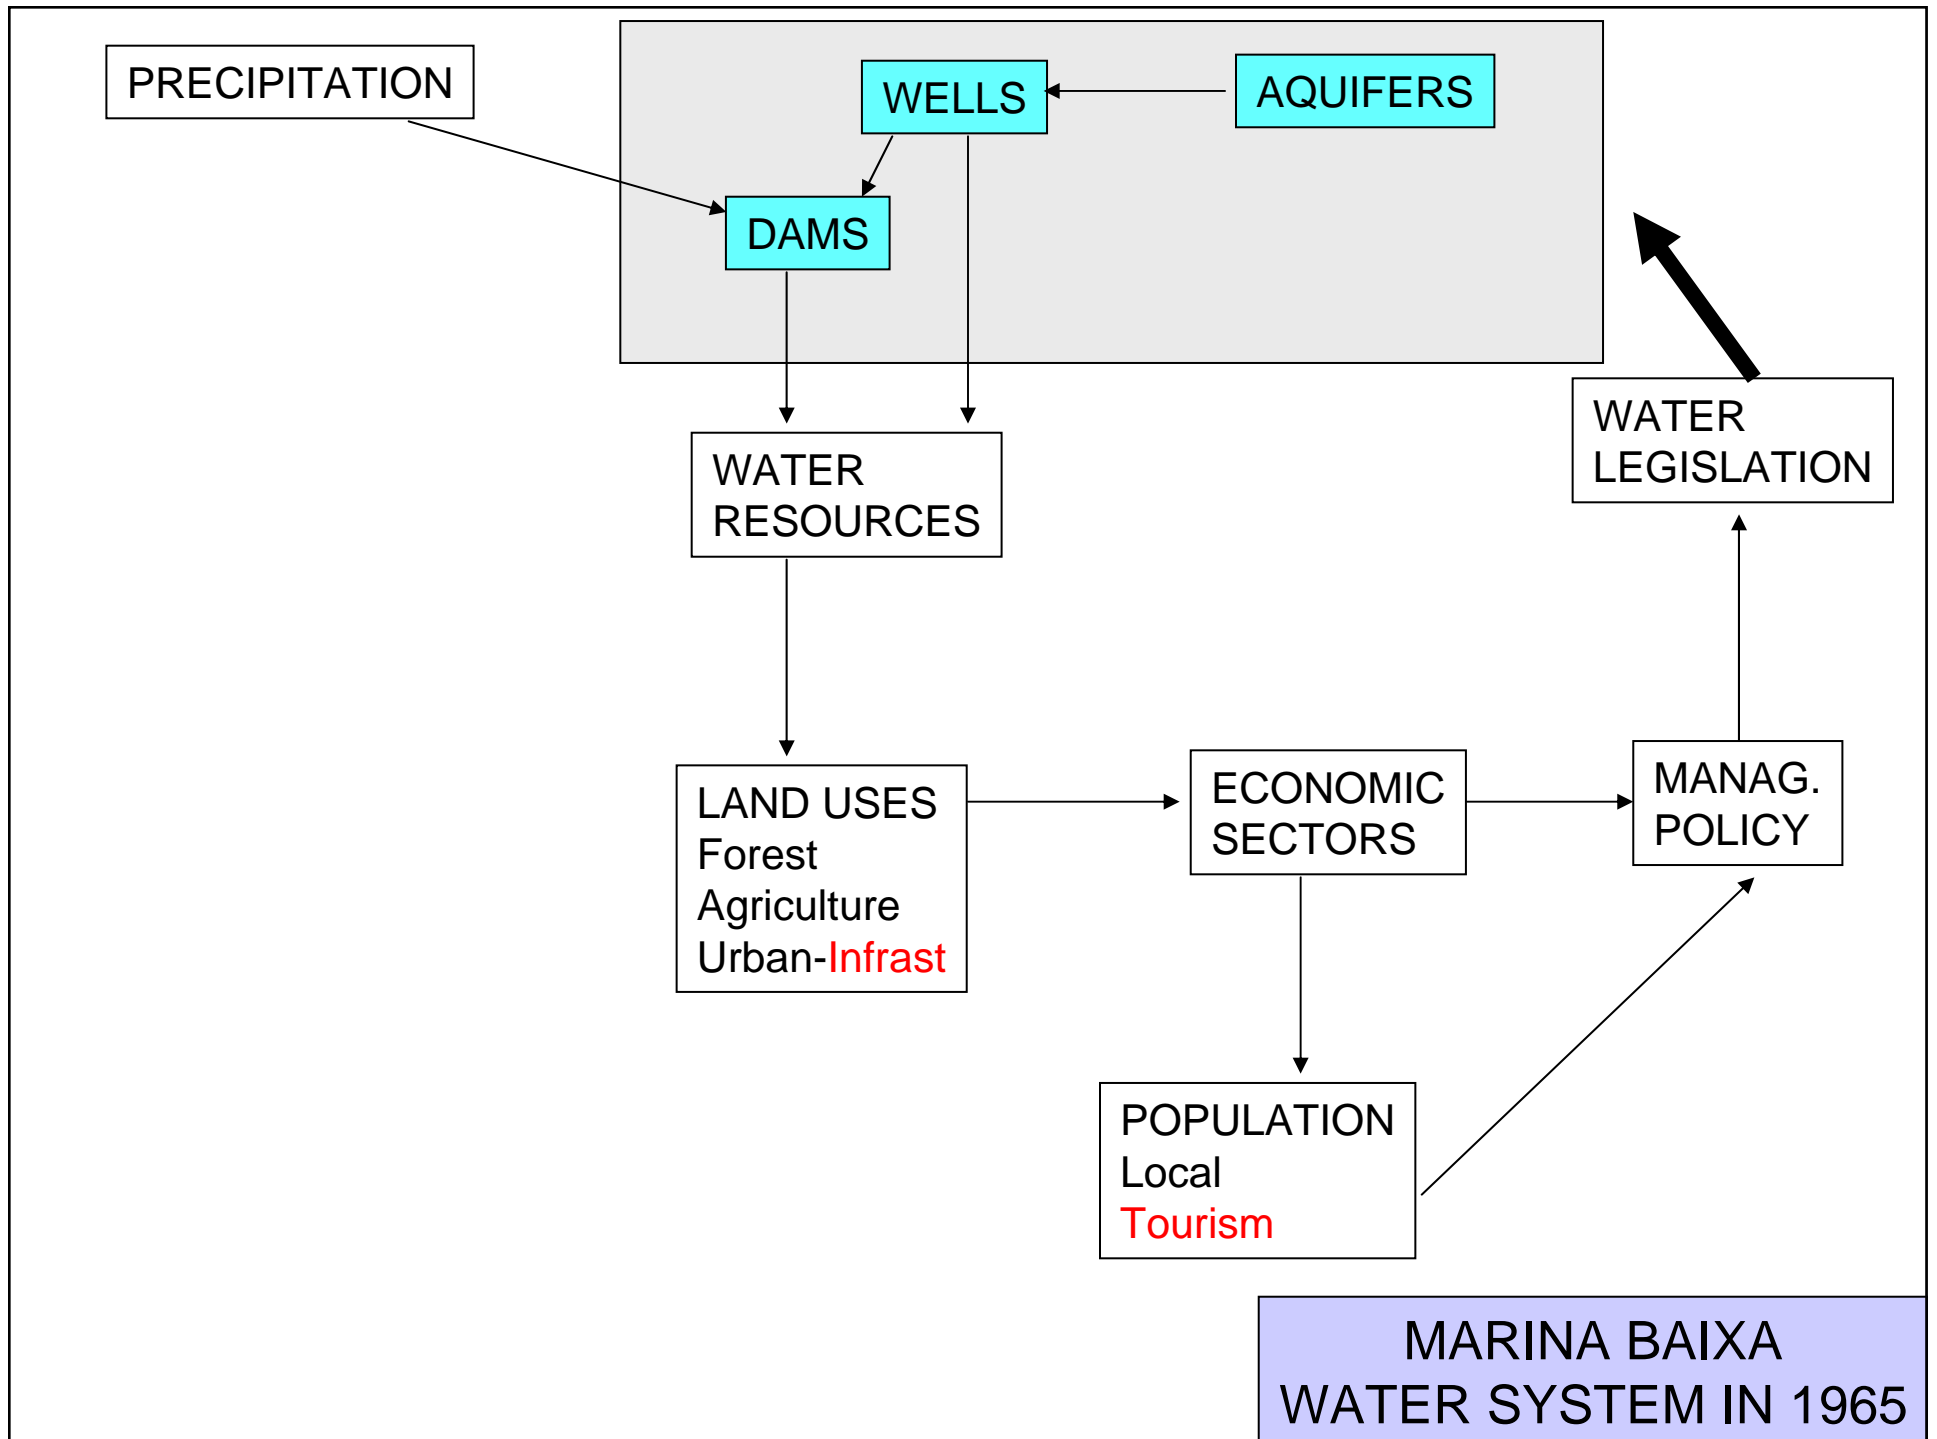 PRECIPITATION
WELLS
AQUIFERS
DAMS
WATER
RESOURCES
WATER
LEGISLATION
LAND USES
Forest
Agriculture
Urban-Infrast
ECONOMIC
SECTORS
MANAG.
POLICY
POPULATION
Local
Tourism
MARINA BAIXA
WATER SYSTEM IN 1965